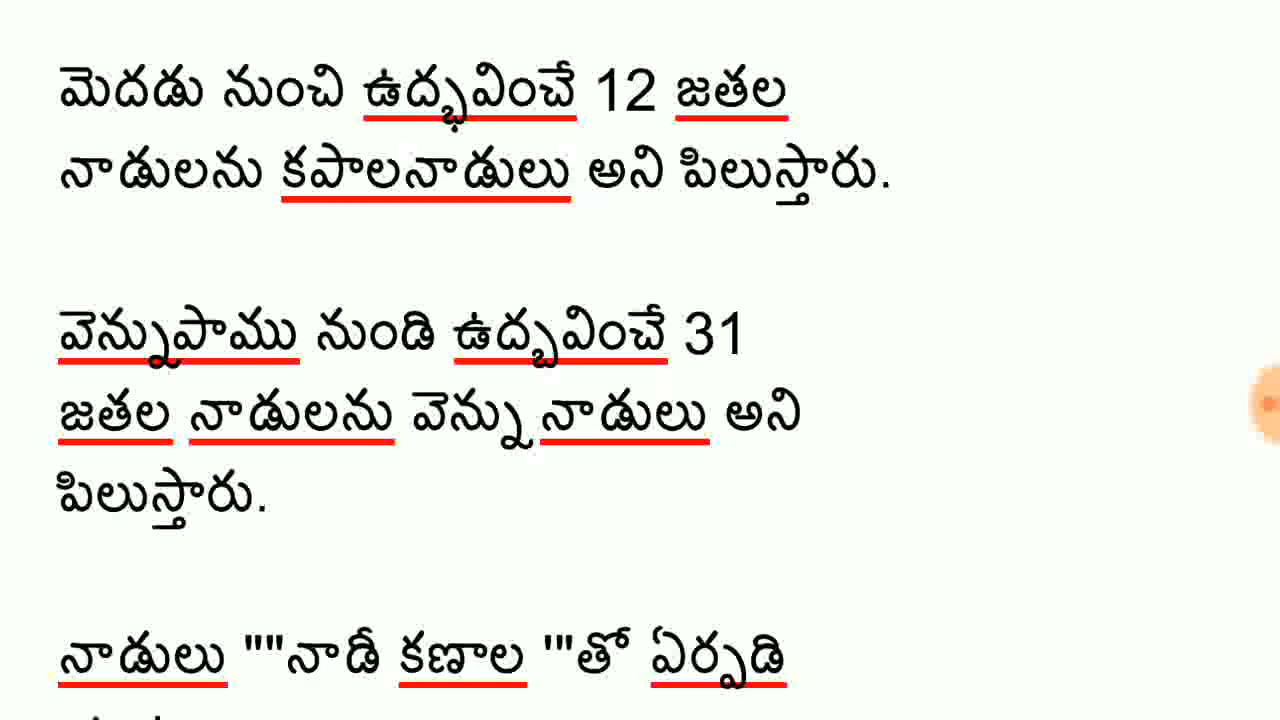 మెదడు నుంచి ఉద్భవించే 12 జతల
నాడులను కపాలనాడులు అని పిలుస్తారు.
వెన్నుపాము నుండి ఉద్బవించే 31
జతల నాడులను వెన్ను నాడులు అని
పిలుస్తారు.
నాడులు ""నాడీ కణాల '"తో ఏర్పడి